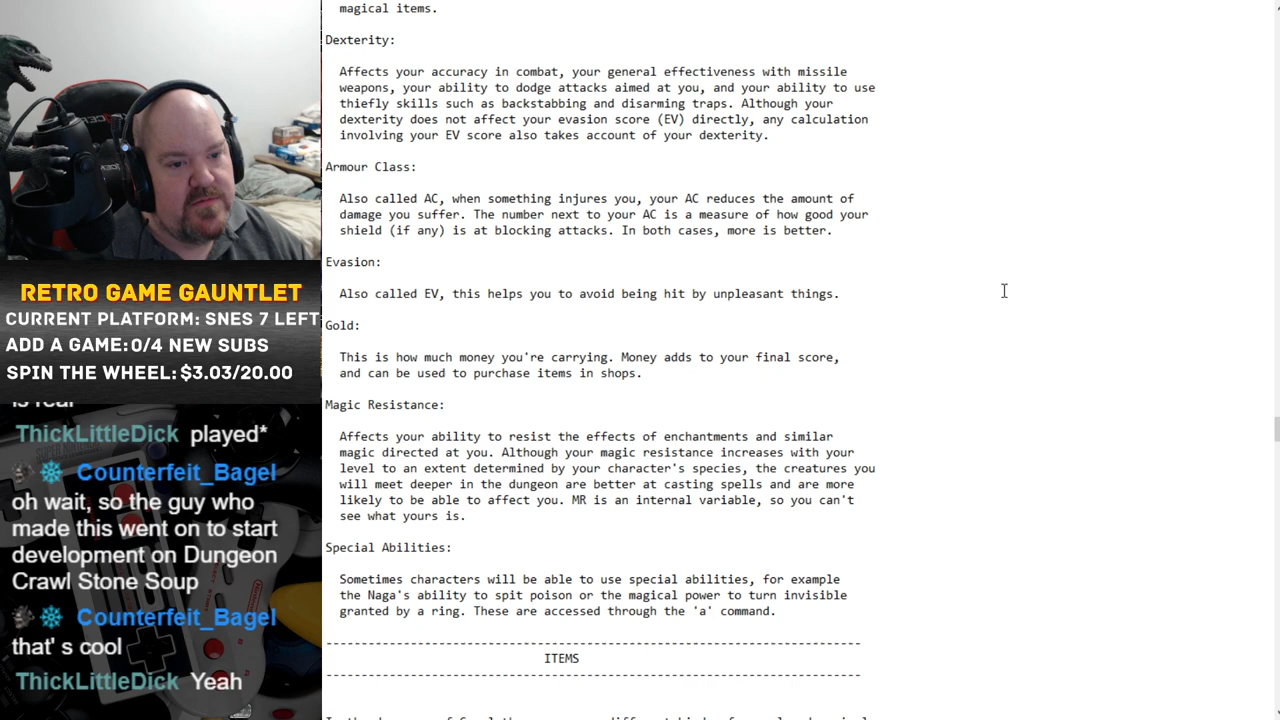 magical items.
Dexterity:
Affects your accuracy in combat, your general effectiveness with missile
weapons, your ability to dodge attacks aimed at you, and your ability to use
thiefly skills such as backstabbing and disarming traps. Although your
dexterity does not affect your evasion score (EV) directly, any calculation
involving your EV score also takes account of your dexterity.
Armour Class:
Also called AC, when something injures you, your AC reduces the amount of
damage you suffer. The number next to your AC is a measure of how good your
shield (if any) is at blocking attacks. In both cases, more is better.
Evasion:
Also called EV, this helps you to avoid being hit by unpleasant things.
Gold:
This is how much money you're carrying. Money adds to your final score,
and can be used to purchase items in shops.
Magic Resistance:
Affects your ability to resist the effects of enchantments and similar
magic directed at you. Although your magic resistance increases with your
level to an extent determined by your character's species, the creatures you
will meet deeper in the dungeon are better at casting spells and are more
likely to be able to affect you. MR is an internal variable, so you can't
see what yours is.
Special Abilities:
Sometimes characters will be able to use special abilities, for example
the Naga's ability to spit poison or the magical power to turn invisible
granted by a ring. These are accessed through the 'a' command.
----------------------------------------------------------------------------
ITEMS
----------------------------------------------------------------------------
RETRO GAME GAUNTLET
CURRENT PLATFORM: SNES 7 LEFT
ADD A GAME: 0/4 NEW SUBS
SPIN THE WHEEL: $3.03/20.00
is real
ThickLittleDick played*
Counterfeit_Bagel
oh wait, so the guy who
made this went on to start
development on Dungeon
Crawl Stone Soup
Counterfeit_Bagel
that' s cool
ThickLittleDick Yeah